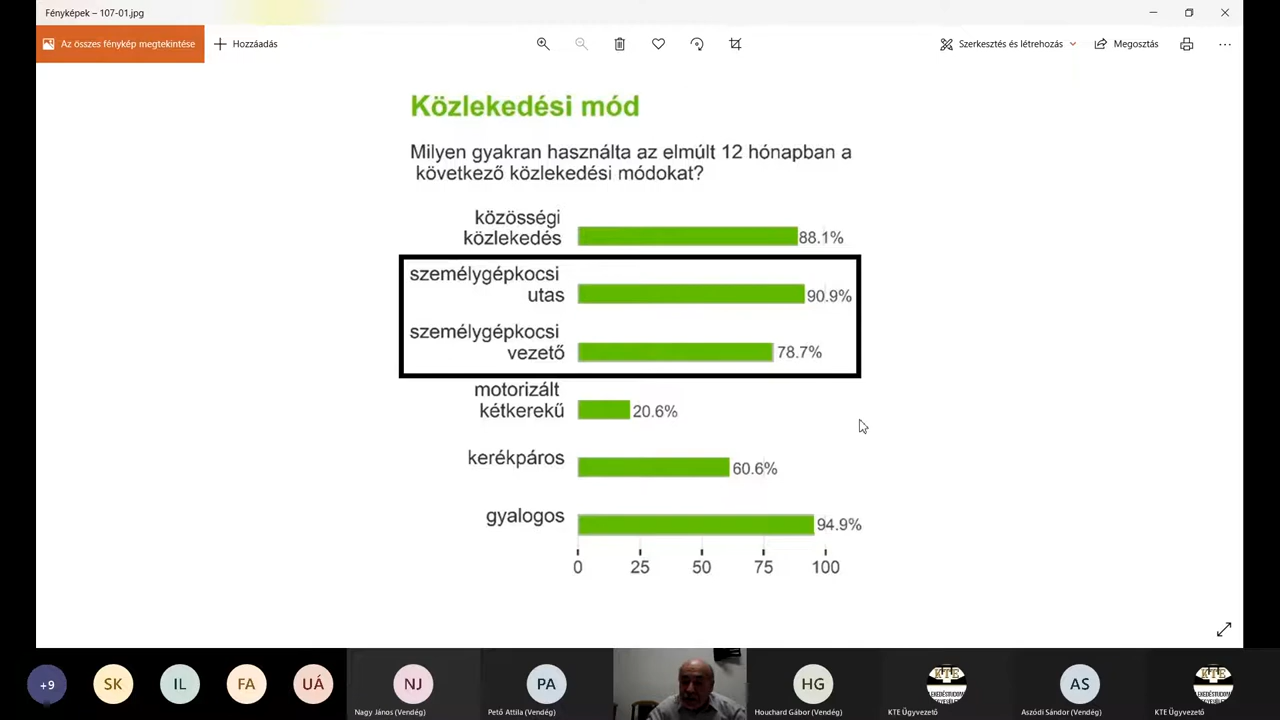 Fényképek – 107-01.jpg
Az összes fénykép megtekintése
Hozzáadás
Szerkesztés és létrehozás
Megosztás
Közlekedési mód
Milyen gyakran használta az elmúlt 12 hónapban a
következő közlekedési módokat?
közösségi
közlekedés
88.1%
személygépkocsi
utas
90.9%
személygépkocsi
vezető
78.7%
motorizált
kétkerekű
20.6%
kerékpáros
60.6%
gyalogos
94.9%
0 25 50 75 100
+9 SK IL FA UÁ NJ PA HG KTE AS KTE
Nagy János (Vendég) Pető Attila (Vendég) Houchard Gábor (Vendég) KTE Ügyvezető Aszódi Sándor (Vendég) KTE Ügyvezető